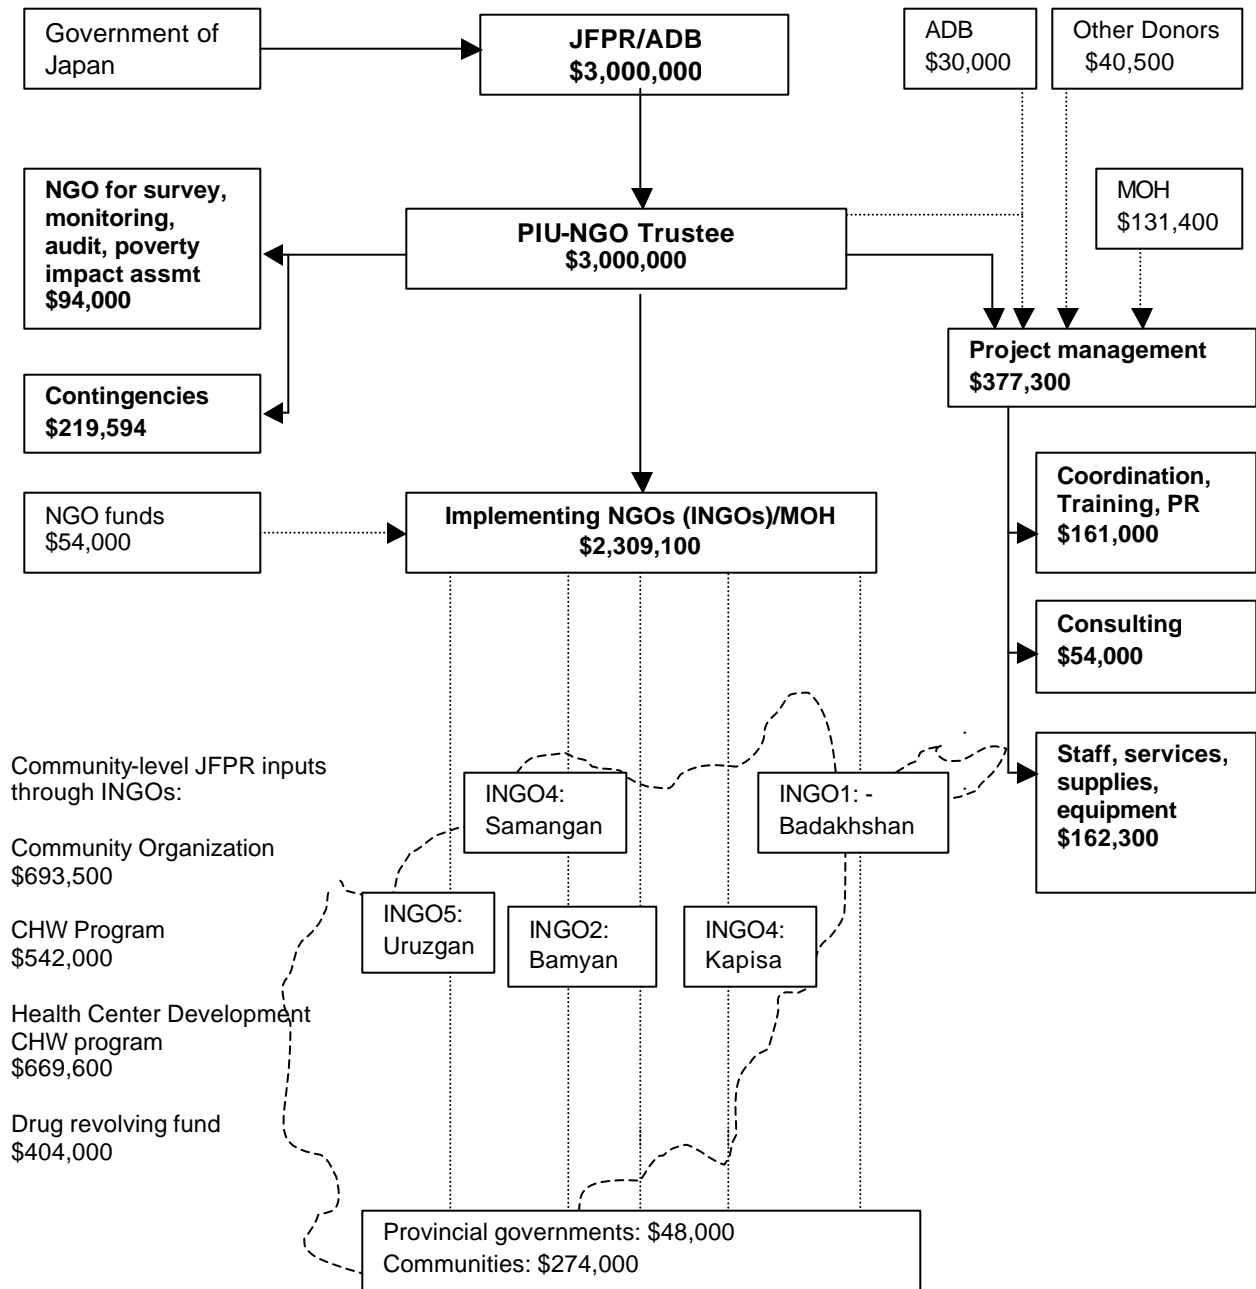 Government of
Japan
JFPR/ADB
$3,000,000
ADB
$30,000
Other Donors
$40,500
NGO for survey,
monitoring,
audit, poverty
impact assmt
$94,000
PIU-NGO Trustee
$3,000,000
MOH
$131,400
Project management
$377,300
Contingencies
$219,594
NGO funds
$54,000
Implementing NGOs (INGOs)/MOH
$2,309,100
Coordination,
Training, PR
$161,000
Consulting
$54,000
Staff, services,
supplies,
equipment
$162,300
Community-level JFPR inputs
through INGOs:
Community Organization
$693,500
CHW Program
$542,000
Health Center Development
CHW program
$669,600
Drug revolving fund
$404,000
INGO4:
Samangan
INGO1: -
Badakhshan
INGO5:
Uruzgan
INGO2:
Bamyan
INGO4:
Kapisa
Provincial governments: $48,000
Communities: $274,000